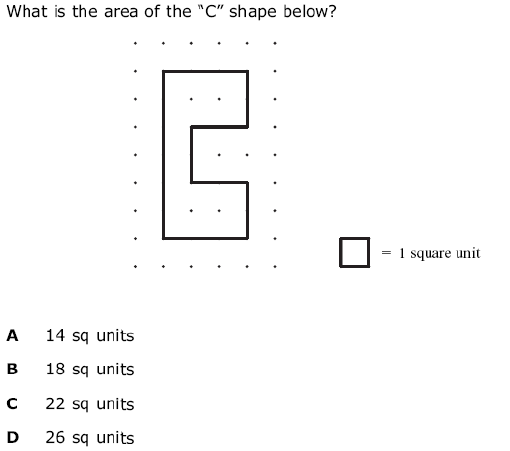 What is the area of the “C” shape below?
= 1 square unit
A 14 sq units
B 18 sq units
C 22 sq units
D 26 sq units